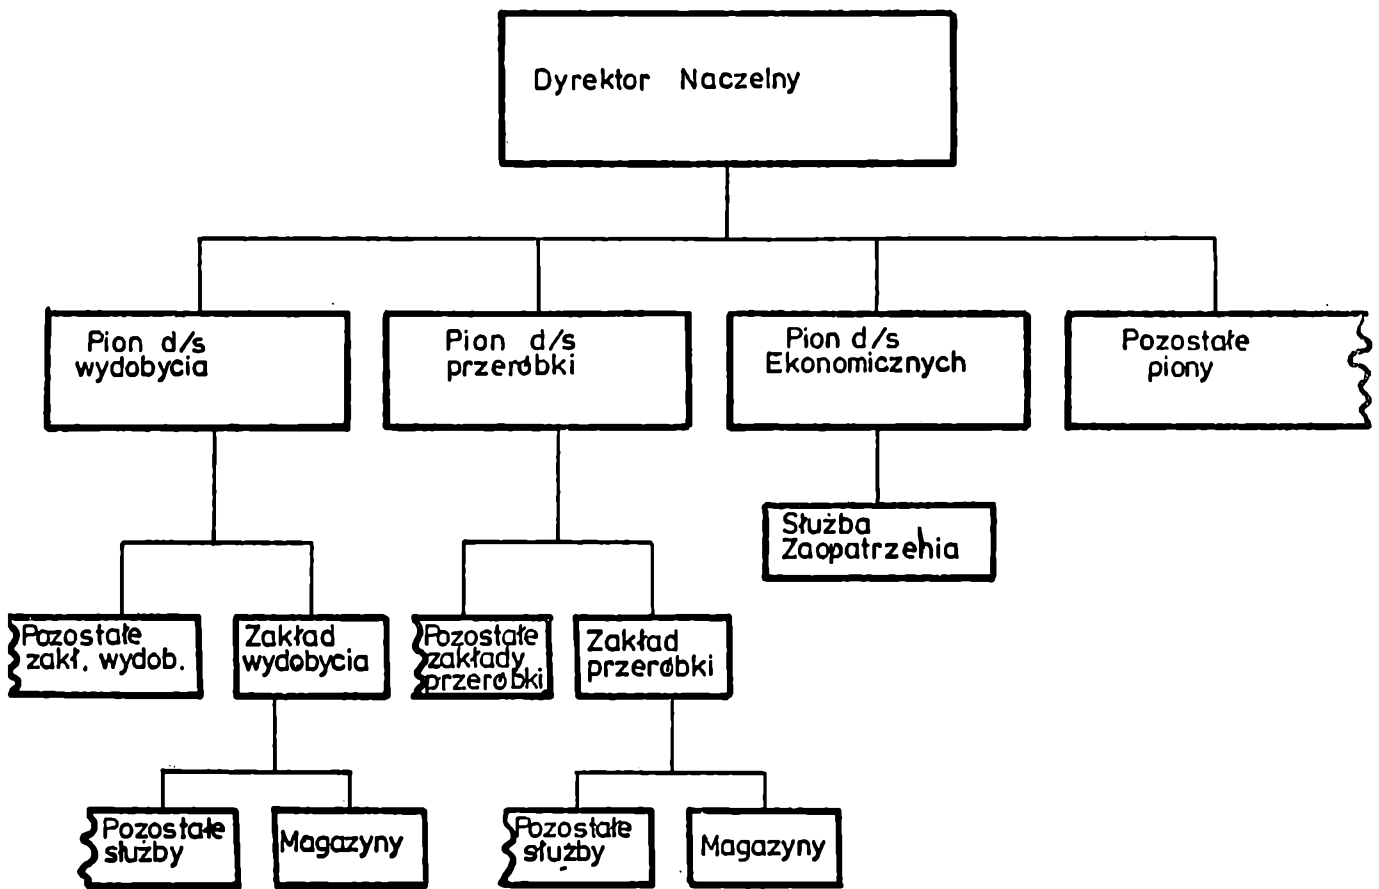 Dyrektor Naczelny
Pion d/s
wydobycia
Pion d/s
przeróbki
Pion d/s
Ekonomicznych
Pozostałe
piony
Służba
Zaopatrzenia
Pozostałe
zakł. wydob.
Zakład
wydobycia
Pozostałe
zakłady
przeróbki
Zakład
przeróbki
Pozostałe
służby
Magazyny
Pozostałe
służby
Magazyny